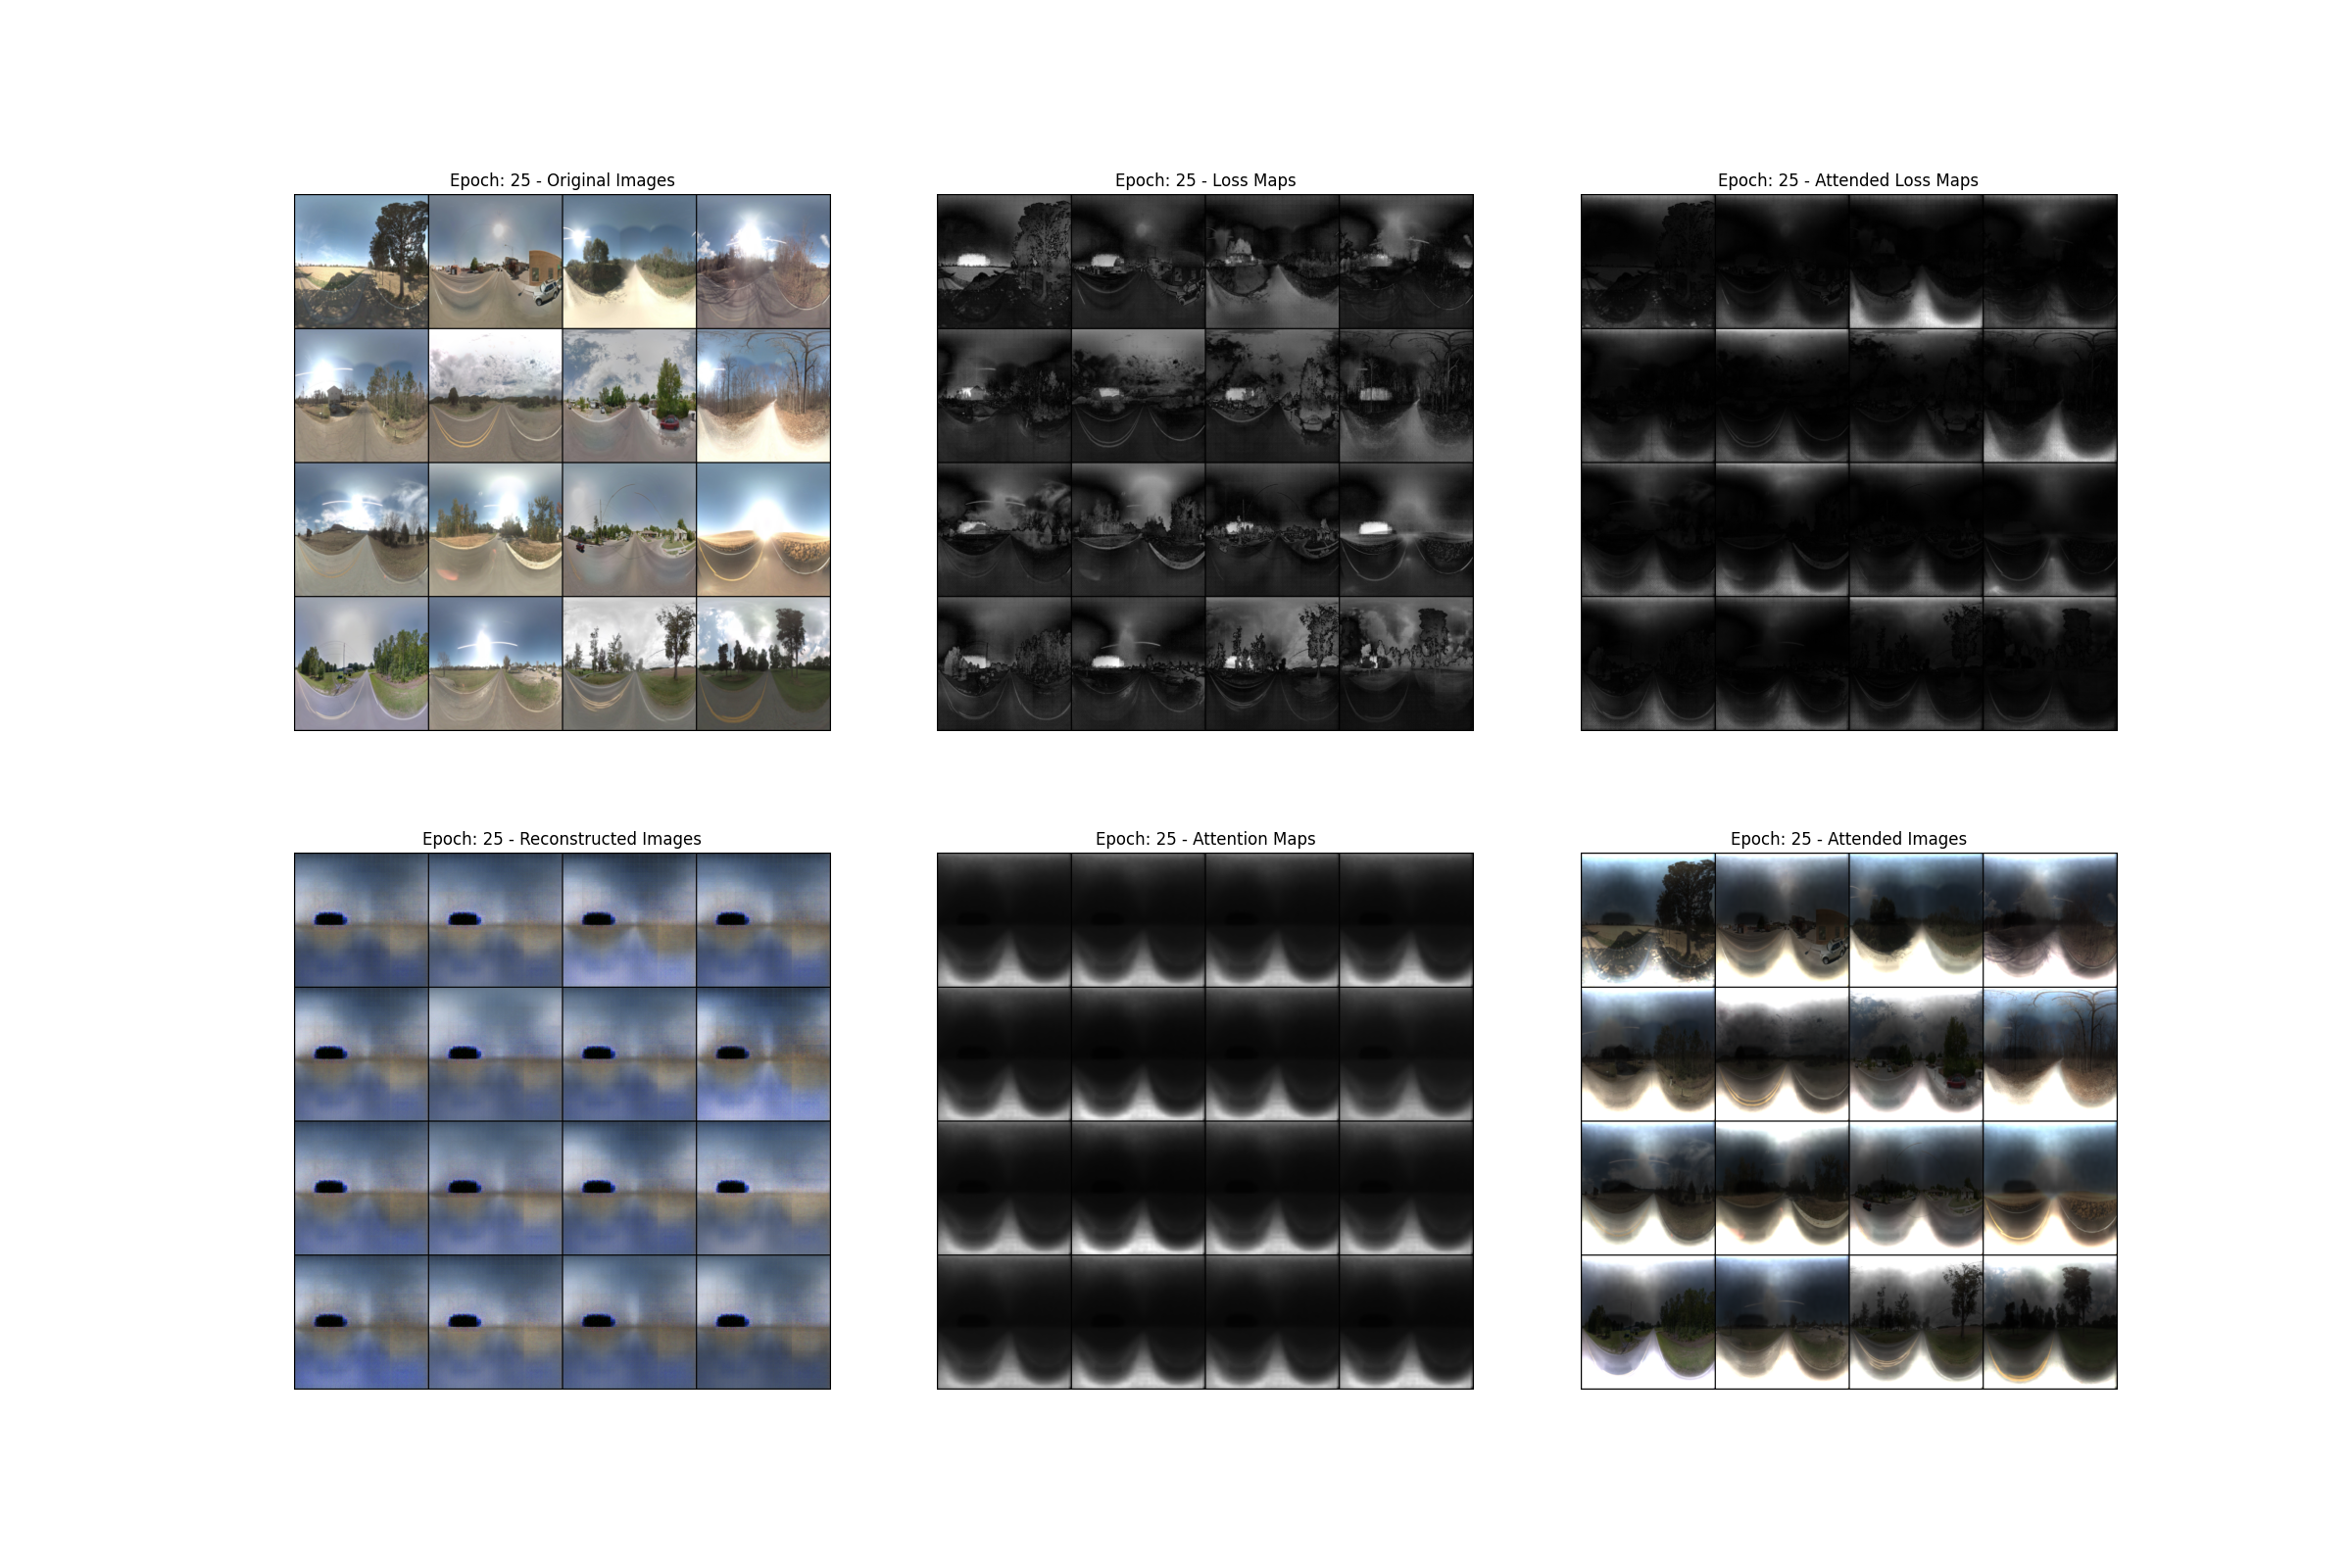 Epoch: 25 - Original Images
Epoch: 25 - Loss Maps
Epoch: 25 - Attended Loss Maps
Epoch: 25 - Reconstructed Images
Epoch: 25 - Attention Maps
Epoch: 25 - Attended Images